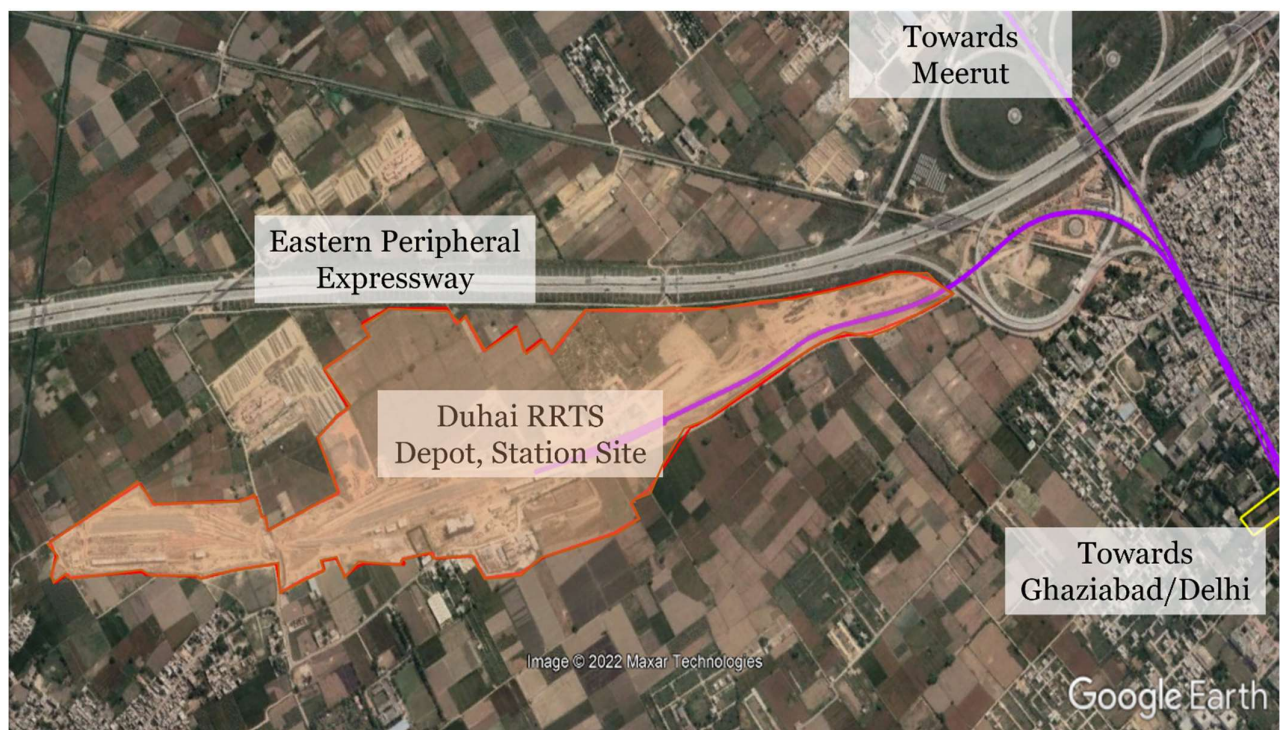 Towards
Meerut
Eastern Peripheral
Expressway
Duhai RRTS
Depot, Station Site
Towards
Ghaziabad/Delhi
Image © 2022 Maxar Technologies
Google Earth